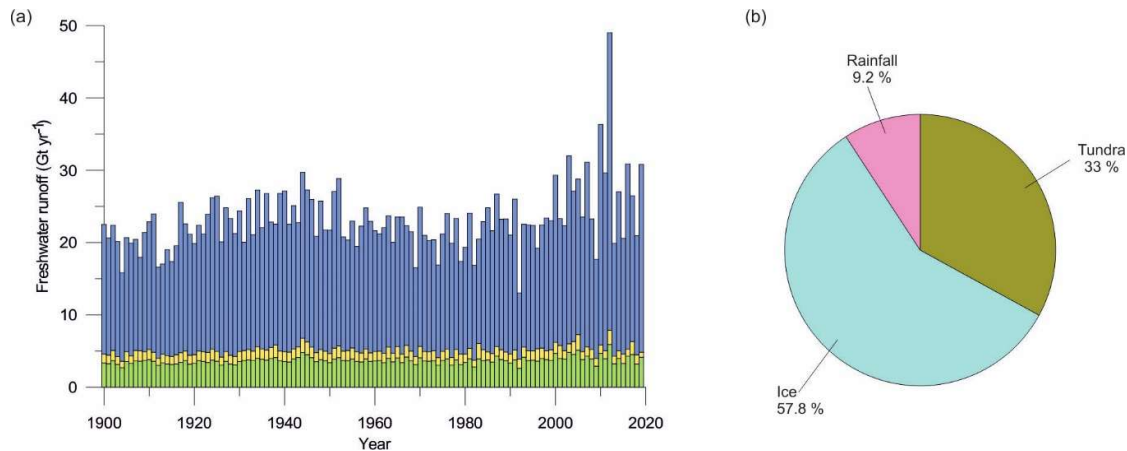 (a)
50
40
30
20
10
0
Freshwater runoff (Gt yr⁻¹)
1900
1920
1940
1960
1980
2000
2020
Year
(b)
Rainfall
9.2 %
Tundra
33 %
Ice
57.8 %